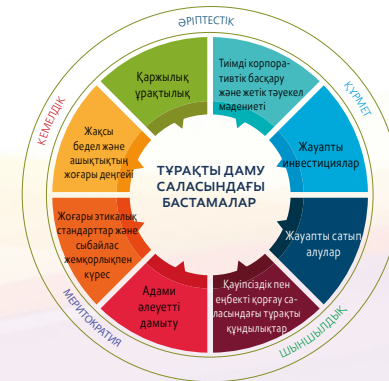 ӘРІПТЕСТІК
ҚҰРМЕТ
ШЫНШЫЛДЫҚ
МЕРИТОКРАТИЯ
КЕМЕЛДІК
ТҰРАҚТЫ ДАМУ
САЛАСЫНДАҒЫ
БАСТАМАЛАР
Тиімді корпора-
тивтік басқару
және жетік тәуекел
мәдениеті
Жауапты
инвестициялар
Жауапты сатып
алулар
Қауіпсіздік пен
еңбекті қорғау са-
ласындағы тұрақты
құндылықтар
Адами
әлеуетті
дамыту
Жоғары этикалық
стандарттар және
сыбайлас
жемқорлықпен
күрес
Жақсы
бедел және
ашықтықтың
жоғары деңгейі
Қаржылық
ұрақтылық